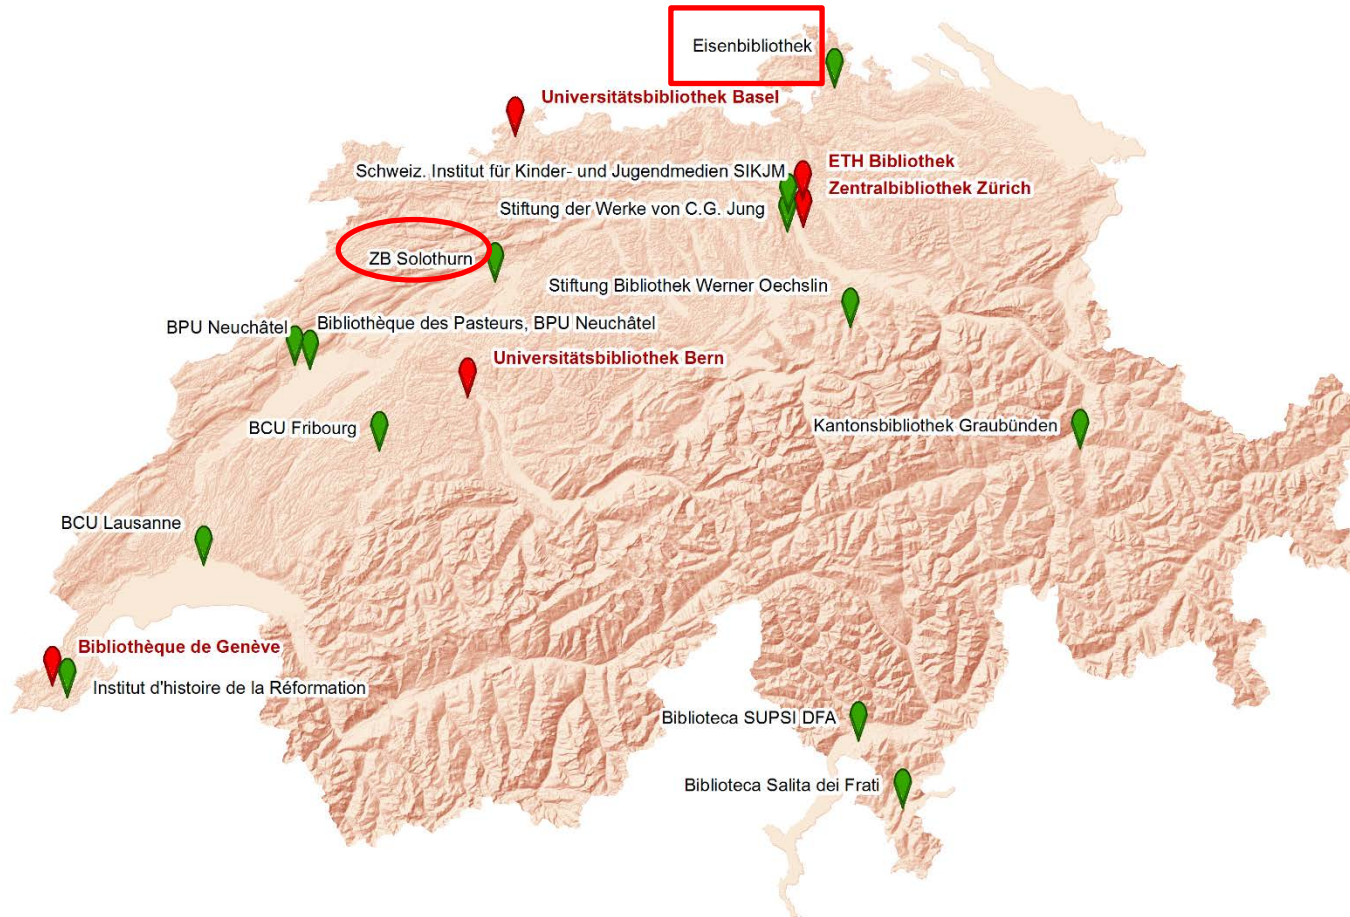 Eisenbibliothek
Universitätsbibliothek Basel
ETH Bibliothek
Schweiz. Institut für Kinder- und Jugendmedien SIKJM
Zentralbibliothek Zürich
Stiftung der Werke von C.G. Jung
ZB Solothurn
Stiftung Bibliothek Werner Oechslin
BPU Neuchâtel
Bibliothèque des Pasteurs, BPU Neuchâtel
Universitätsbibliothek Bern
BCU Fribourg
Kantonsbibliothek Graubünden
BCU Lausanne
Bibliothèque de Genève
Institut d'histoire de la Réformation
Biblioteca SUPSI DFA
Biblioteca Salita dei Frati